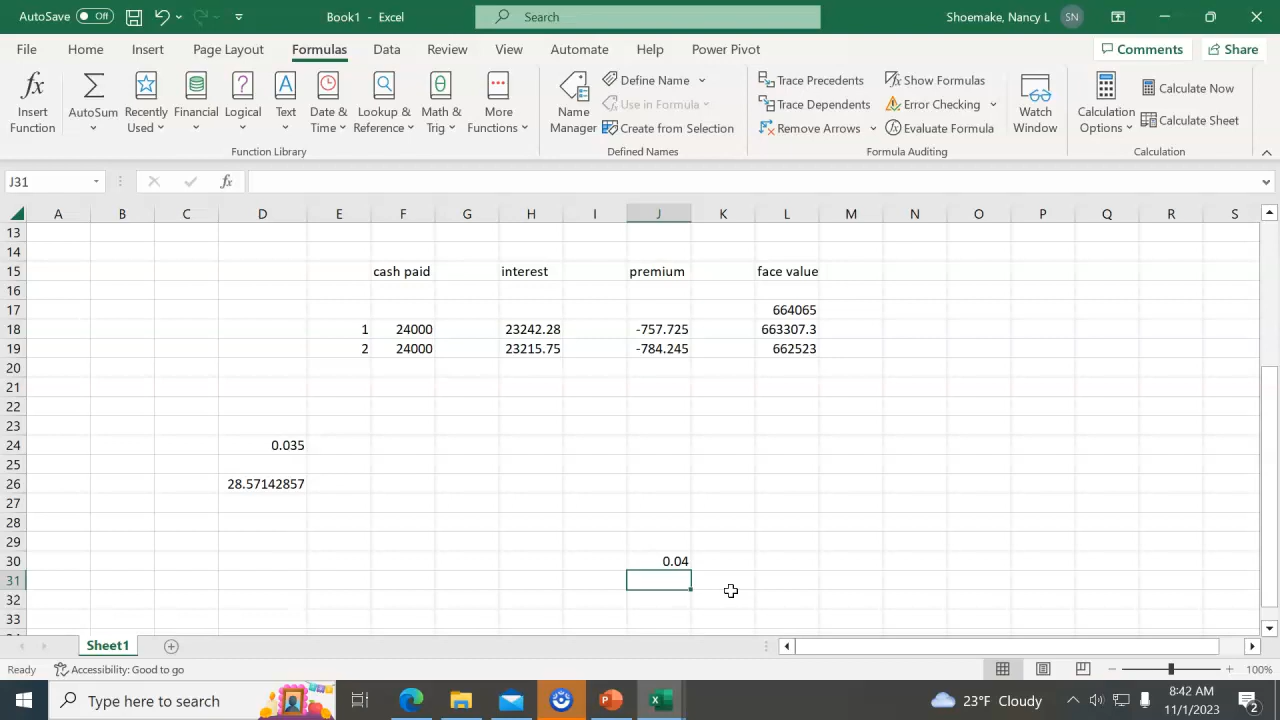 AutoSave Off Book1 - Excel Search Shoemake, Nancy L SN
File Home Insert Page Layout Formulas Data Review View Automate Help Power Pivot Comments Share
Insert Function
AutoSum
Recently Used
Financial
Logical
Text
Date & Time
Lookup & Reference
Math & Trig
More Functions
Function Library
Name Manager
Define Name
Use in Formula
Create from Selection
Defined Names
Trace Precedents
Trace Dependents
Remove Arrows
Show Formulas
Error Checking
Evaluate Formula
Formula Auditing
Watch Window
Calculation Options
Calculate Now
Calculate Sheet
Calculation
J31 fx
A B C D E F G H I J K L M N O P Q R S
13
14
15 cash paid interest premium face value
16
17 664065
18 1 24000 23242.28 -757.725 663307.3
19 2 24000 23215.75 -784.245 662523
20
21
22
23
24 0.035
25
26 28.57142857
27
28
29
30 0.04
31
32
33
Sheet1
Ready Accessibility: Good to go 100%
Type here to search 23°F Cloudy 8:42 AM
11/1/2023 2